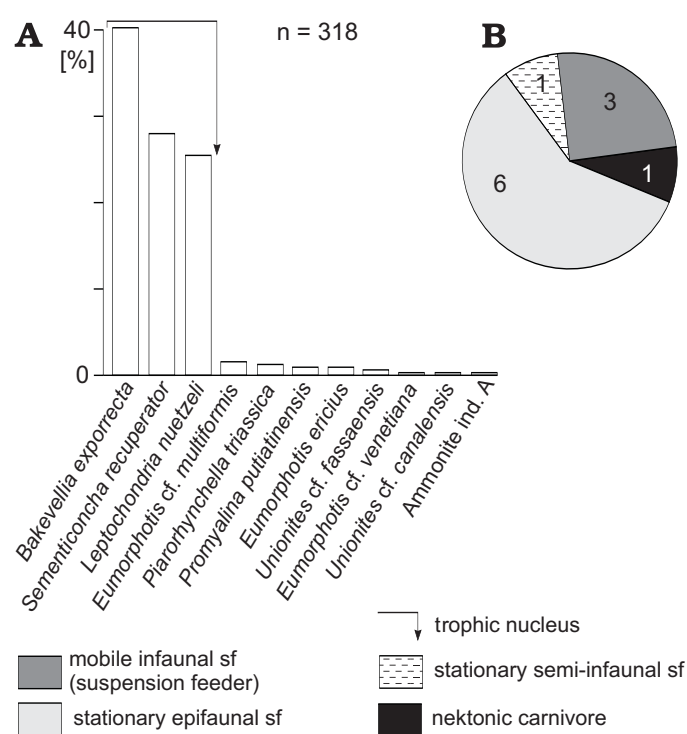 A
40
[%]
n = 318
B
1
3
1
6
0
Bakevellia exporrecta
Sementiconcha recuperator
Leptochondria nuetzeli
Eumorphotis cf. multiformis
Piarorhynchella triassica
Promyalina putiatinensis
Eumorphotis ericius
Unionites cf. fassaensis
Eumorphotis cf. venetiana
Unionites cf. canalensis
Ammonite ind. A
trophic nucleus
mobile infaunal sf
(suspension feeder)
stationary semi-infaunal sf
stationary epifaunal sf
nektonic carnivore